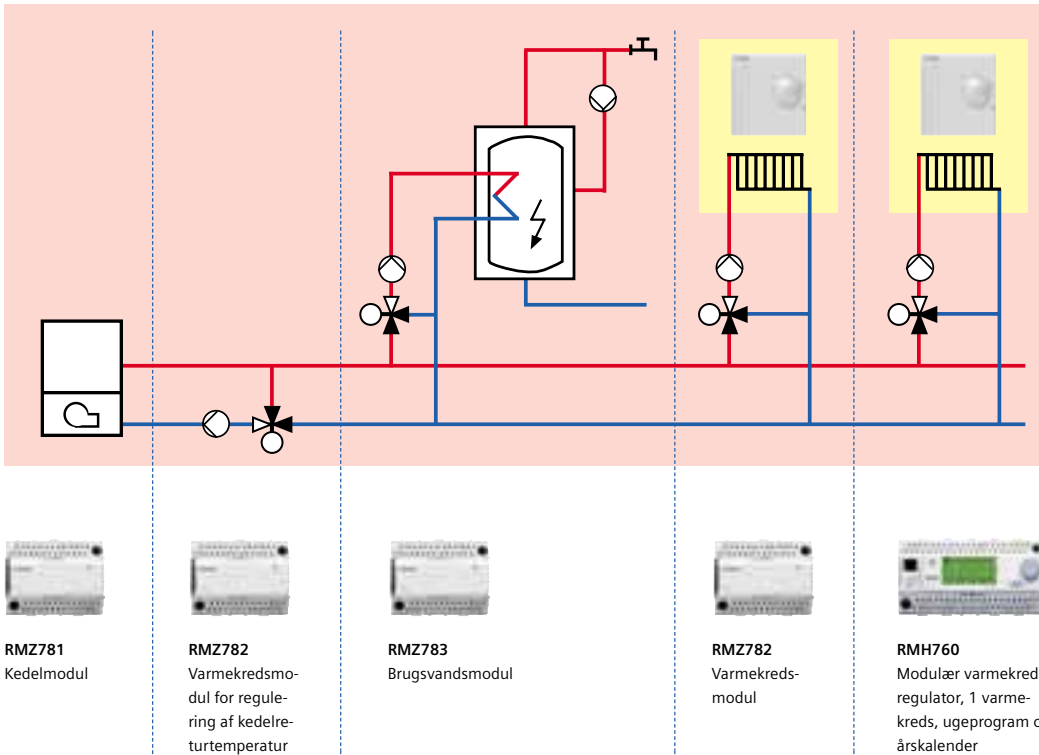 RMZ781
Kedelmodul
RMZ782
Varmekredsmo-
dul for regule-
ring af kedelre-
turtemperatur
RMZ783
Brugsvandsmodul
RMZ782
Varmekreds-
modul
RMH760
Modulær varmekred
regulator, 1 varme-
kreds, ugeprogram o
årskalender